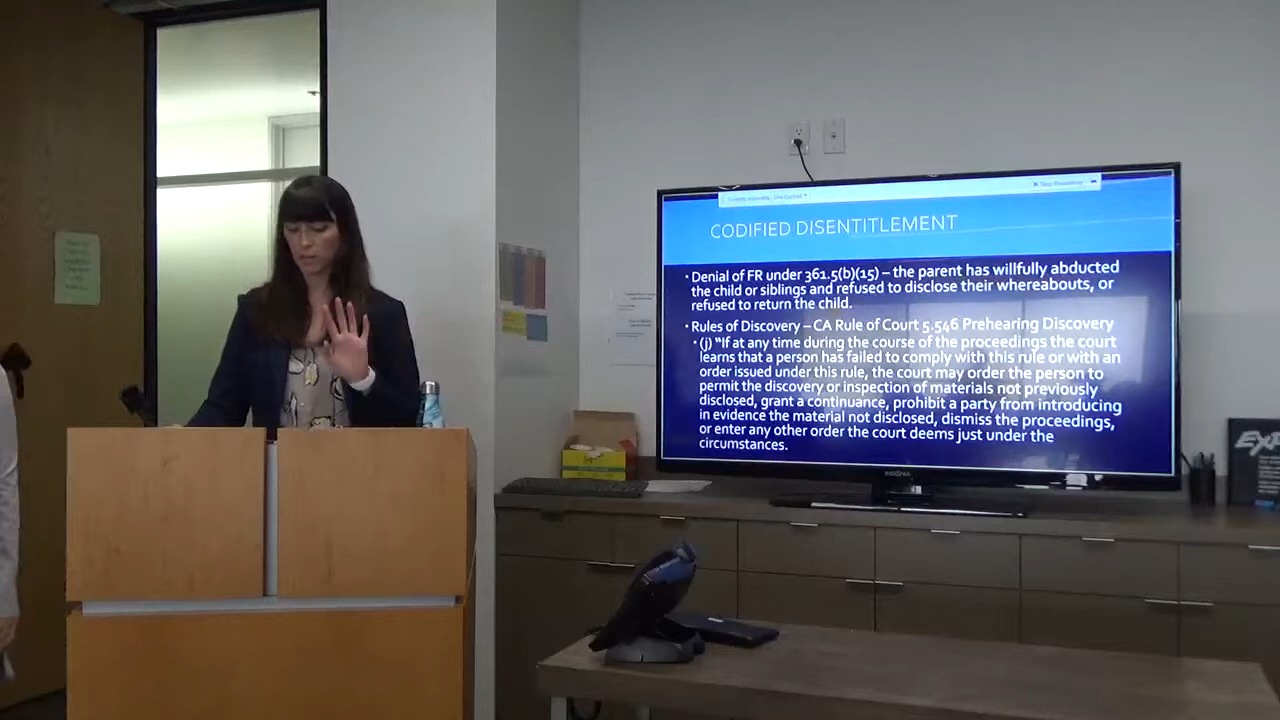 CODIFIED DISENTITLEMENT
• Denial of FR under 361.5(b)(15) – the parent has willfully abducted
the child or siblings and refused to disclose their whereabouts, or
refused to return the child.
• Rules of Discovery – CA Rule of Court 5.546 Prehearing Discovery
• (j) “If at any time during the course of the proceedings the court
learns that a person has failed to comply with this rule or with an
order issued under this rule, the court may order the person to
permit the discovery or inspection of materials not previously
disclosed, grant a continuance, prohibit a party from introducing
in evidence the material not disclosed, dismiss the proceedings,
or enter any other order the court deems just under the
circumstances.
INSIGNIA